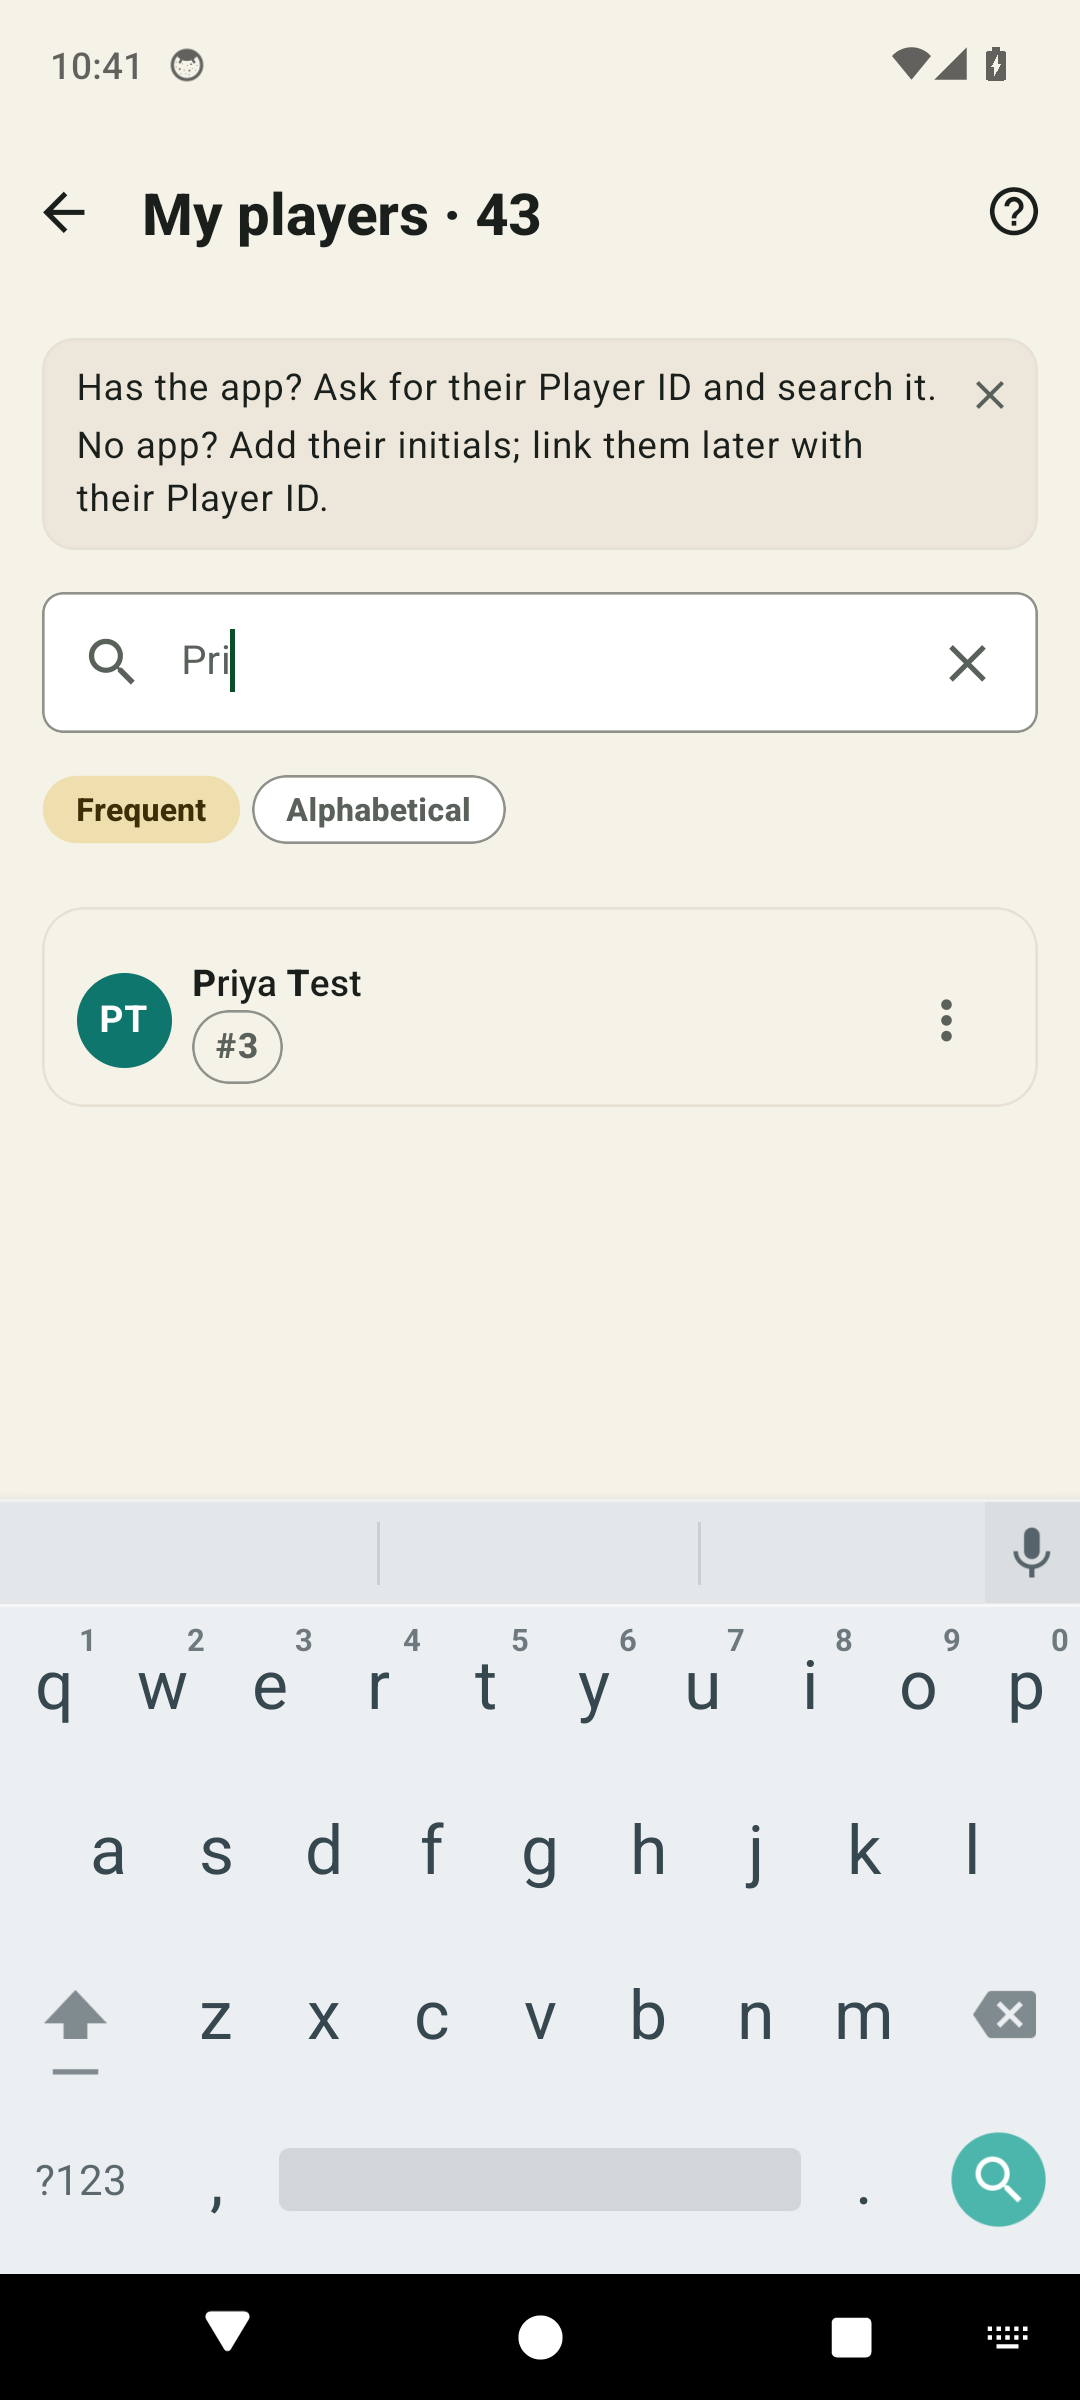 10:41
My players · 43
Has the app? Ask for their Player ID and search it.
No app? Add their initials; link them later with
their Player ID.
Pri
Frequent Alphabetical
Priya Test
PT
#3
1 2 3 4 5 6 7 8 9 0
q w e r t y u i o p
a s d f g h j k l
z x c v b n m
?123 , .